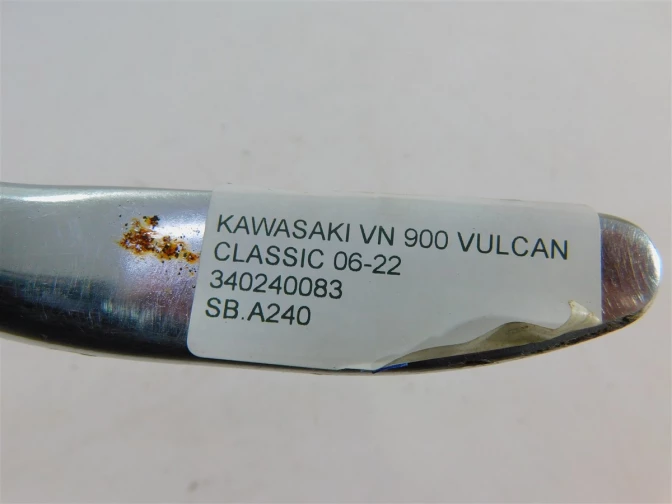 KAWASAKI VN 900 VULCAN
CLASSIC 06-22
340240083
SB.A240